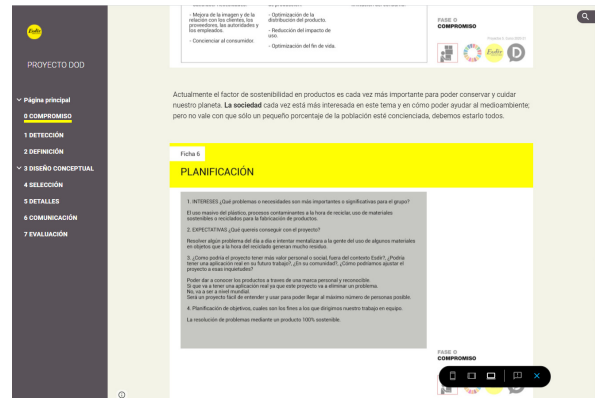 - Mejora de la imagen y de la
relación con los clientes, los
proveedores, las autoridades y
los empleados.
- Concienciar al consumidor.
- Optimización de la
distribución del producto.
- Reducción del impacto de
uso.
- Optimización del fin de vida.
FASE 0
COMPROMISO
EsdIr
PROYECTO DOD
Página principal
0 COMPROMISO
1 DETECCIÓN
2 DEFINICIÓN
3 DISEÑO CONCEPTUAL
4 SELECCIÓN
5 DETALLES
6 COMUNICACIÓN
7 EVALUACIÓN
Actualmente el factor de sostenibilidad en productos es cada vez más importante para poder conservar y cuidar
nuestro planeta. La sociedad cada vez está más interesada en este tema y en cómo poder ayudar al medioambiente;
pero no vale con que sólo un pequeño porcentaje de la población esté concienciada, debemos estarlo todos.
Ficha 6
PLANIFICACIÓN
1. INTERESES ¿Qué problemas o necesidades son más importantes o significativas para el grupo?
El uso masivo del plástico, procesos contaminantes a la hora de reciclar, uso de materiales
sostenibles o reciclados para la fabricación de productos.
2. EXPECTATIVAS ¿Qué queréis conseguir con el proyecto?
Resolver algún problema del día a día e intentar mentalizara a la gente del uso de algunos materiales
en objetos que a la hora del reciclado generan mucho residuo.
3. ¿Como podría el proyecto tener más valor personal o social, fuera del contexto EsdIr?, ¿Podría
tener una aplicación real en su futuro trabajo?, ¿En su comunidad?, ¿Cómo podríamos ajustar el
proyecto a esas inquietudes?
Poder dar a conocer los productos a traves de una marca personal y reconocible.
Si que va a tener una aplicación real ya que este proyecto va a eliminar un problema.
No, va a ser a nivel mundial.
Será un proyecto fácil de entender y usar para poder llegar al máximo número de personas posible.
4. Planificación de objetivos, cuales son los fines a los que dirigimos nuestro trabajo en equipo.
La resolución de problemas mediante un producto 100% sostenible.
FASE 0
COMPROMISO